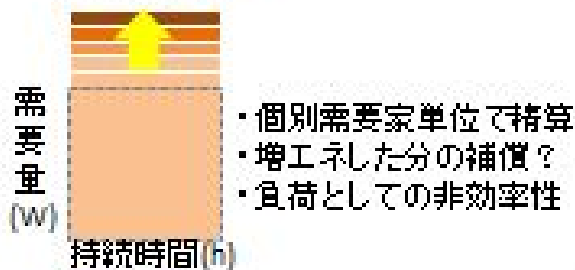 需要量
(W)
・個別需要家単位で精算
・増エネした分の補償？
・負荷としての非効率性
持続時間(h)